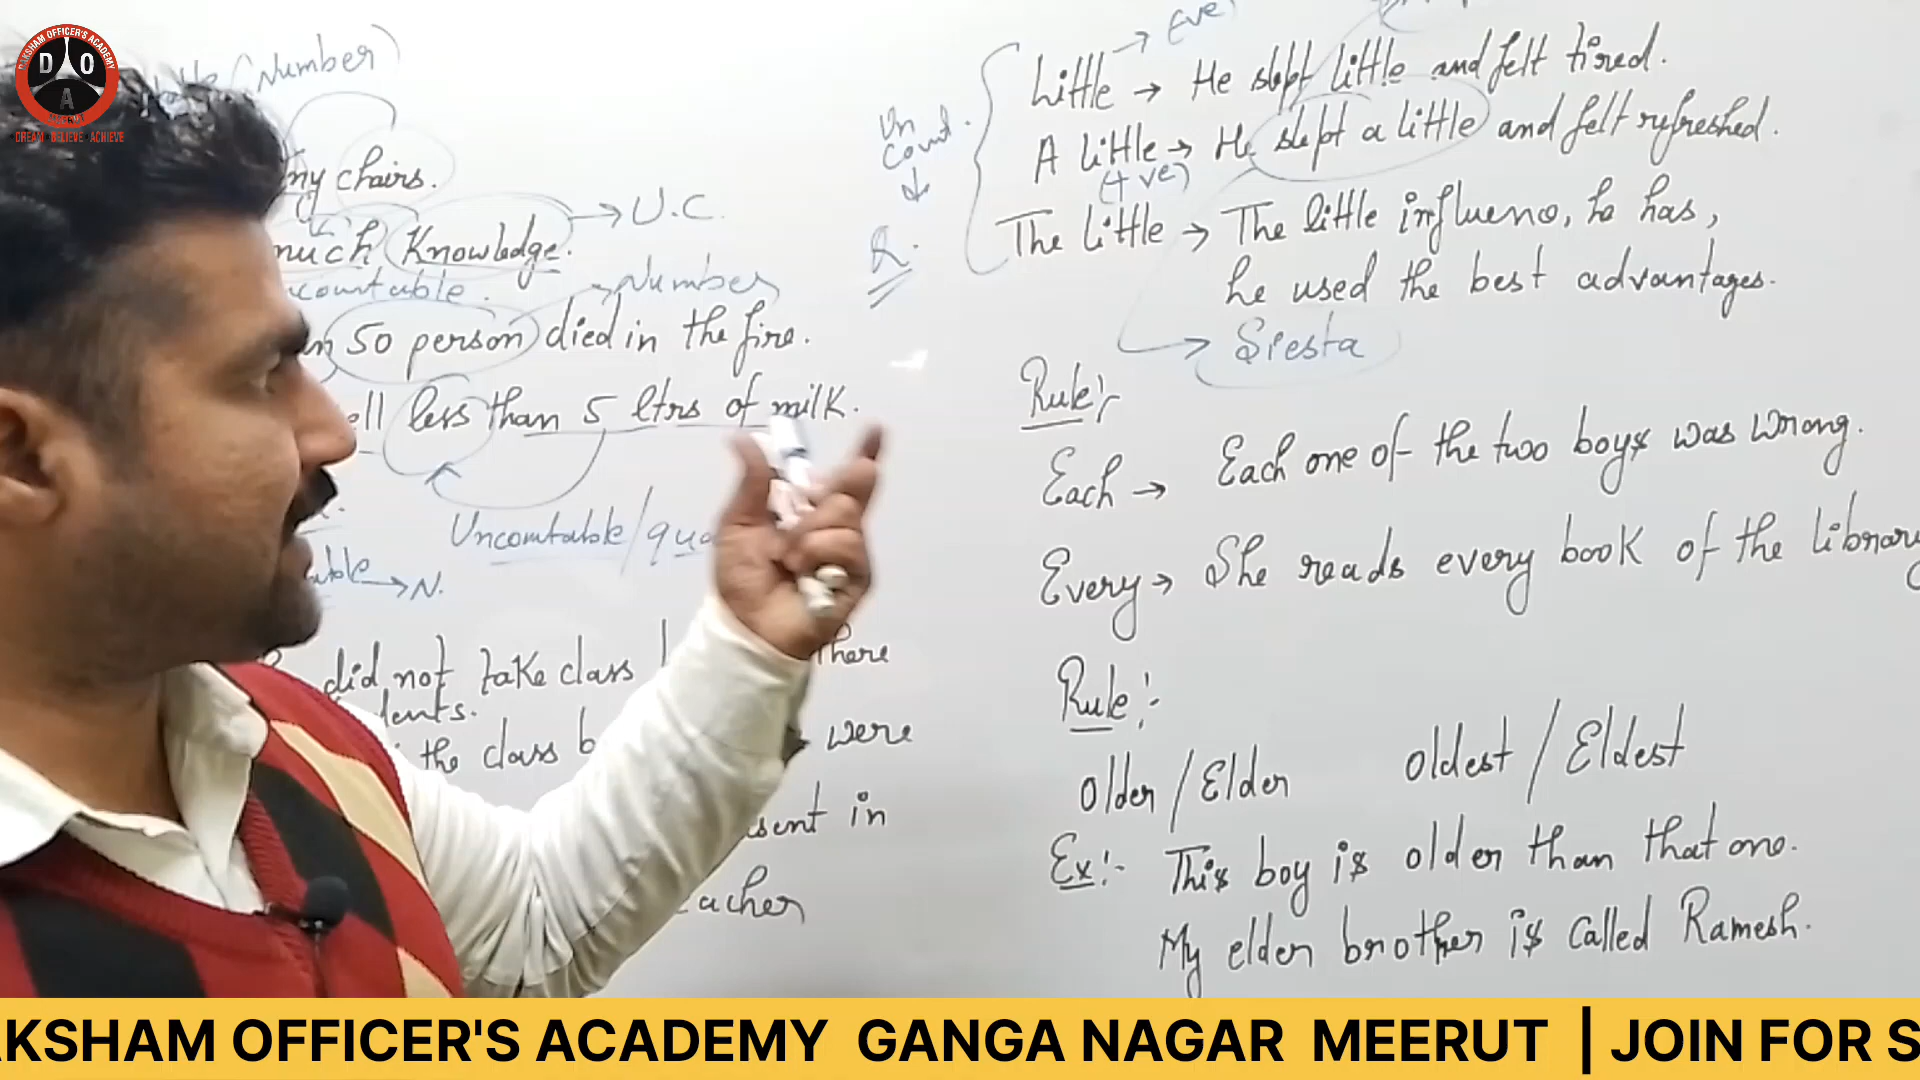 DAKSHAM OFFICER'S ACADEMY
D O
A
MEERUT
DREAM BELIEVE ACHIEVE
(Number)
chairs.
much Knowledge. → U.C.
countable.
Number
50 person died in the fire.
less than 5 ltrs of milk.
Uncountable/
→ N.
did not take class
there
the class
were
in
Little → He slept little and felt tired.
A little → He slept a little and felt refreshed.
(+ve)
Un
Count.
The little → The little influence, he has,
he used the best advantages.
R.
Siesta
Rule:-
Each → Each one of the two boys was wrong.
Every → She reads every book of the library
Rule:-
Older / Elder Oldest / Eldest
Ex:- This boy is older than that one.
My elder brother is called Ramesh.
AKSHAM OFFICER'S ACADEMY GANGA NAGAR MEERUT | JOIN FOR S